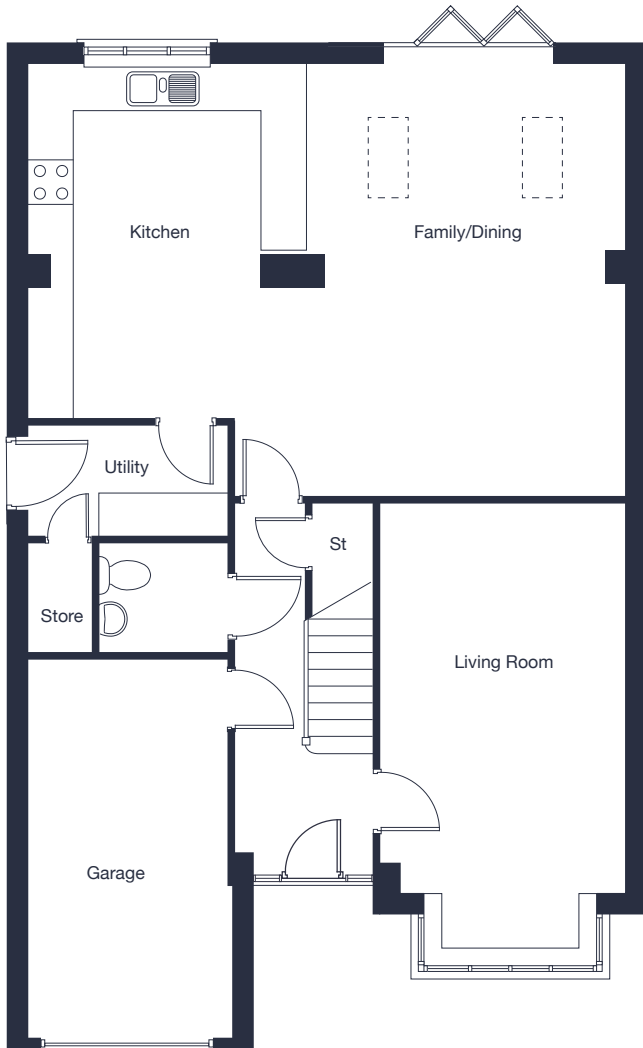 Kitchen
Family/Dining
Utility
St
Store
Living Room
Garage